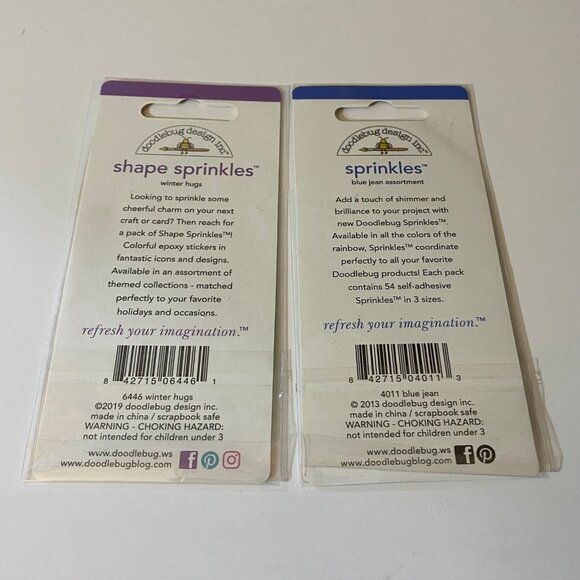 doodlebug design inc™
shape sprinkles™
winter hugs
Looking to sprinkle some
cheerful charm on your next
craft or card? Then reach for
a pack of Shape Sprinkles™!
Colorful epoxy stickers in
fantastic icons and designs.
Available in an assortment of
themed collections - matched
perfectly to your favorite
holidays and occasions.
refresh your imagination.™
8 42715 06446 1
6446 winter hugs
©2019 doodlebug design inc.
made in china / scrapbook safe
WARNING - CHOKING HAZARD:
not intended for children under 3
www.doodlebug.ws
www.doodlebugblog.com
doodlebug design inc™
sprinkles™
blue jean assortment
Add a touch of shimmer and
brilliance to your project with
new Doodlebug Sprinkles™.
Available in all the colors of the
rainbow, Sprinkles™ coordinate
perfectly to all your favorite
Doodlebug products! Each pack
contains 54 self-adhesive
Sprinkles™ in 3 sizes.
refresh your imagination.™
8 42715 04011 3
4011 blue jean
© 2013 doodlebug design inc.
made in china / scrapbook safe
WARNING - CHOKING HAZARD:
not intended for children under 3
www.doodlebug.ws
www.doodlebugblog.com